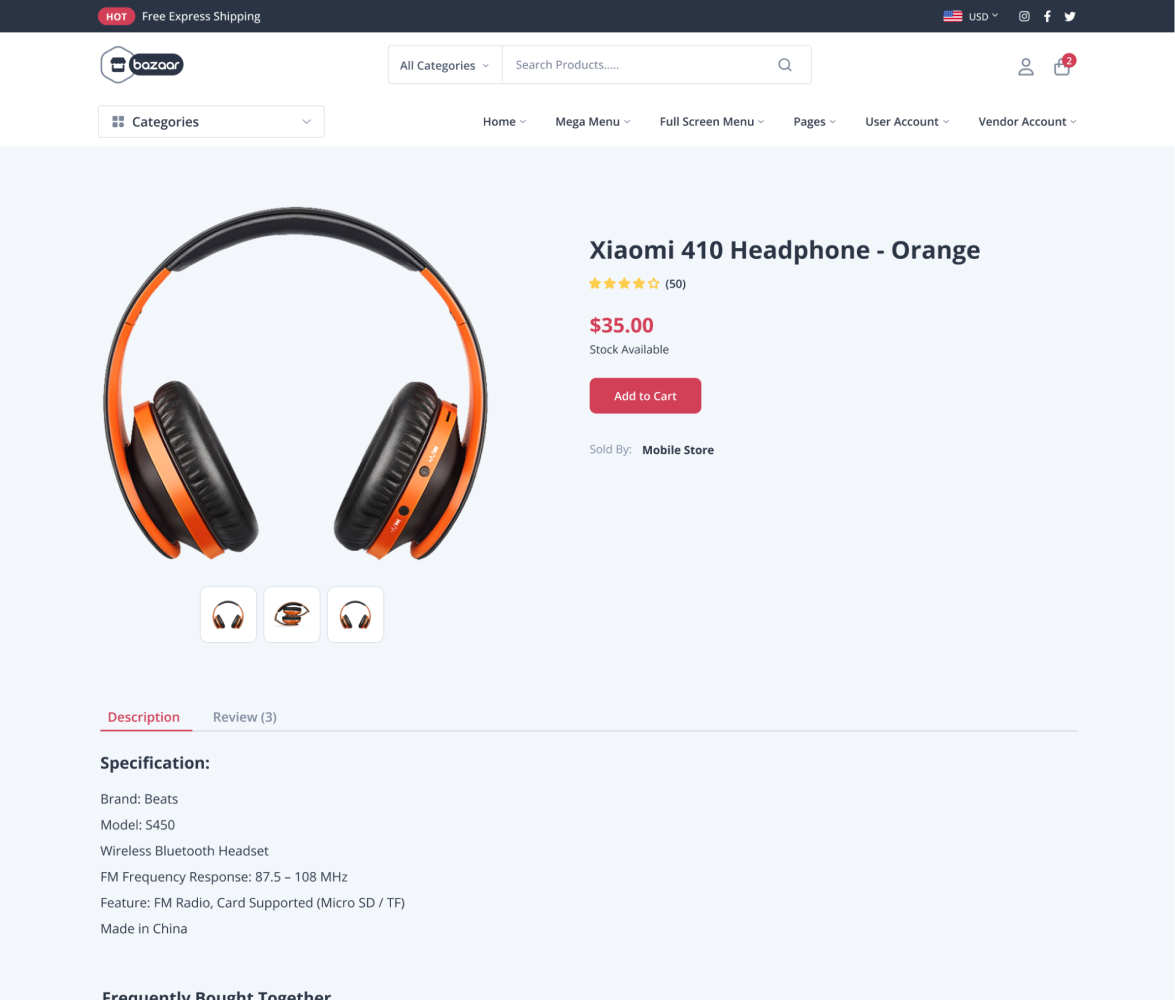 HOT Free Express Shipping USD
bazaar All Categories Search Products..... 2
Categories Home Mega Menu Full Screen Menu Pages User Account Vendor Account
Xiaomi 410 Headphone - Orange
(50)
$35.00
Stock Available
Add to Cart
Sold By: Mobile Store
Description Review (3)
Specification:
Brand: Beats
Model: S450
Wireless Bluetooth Headset
FM Frequency Response: 87.5 – 108 MHz
Feature: FM Radio, Card Supported (Micro SD / TF)
Made in China
Frequently Bought Together